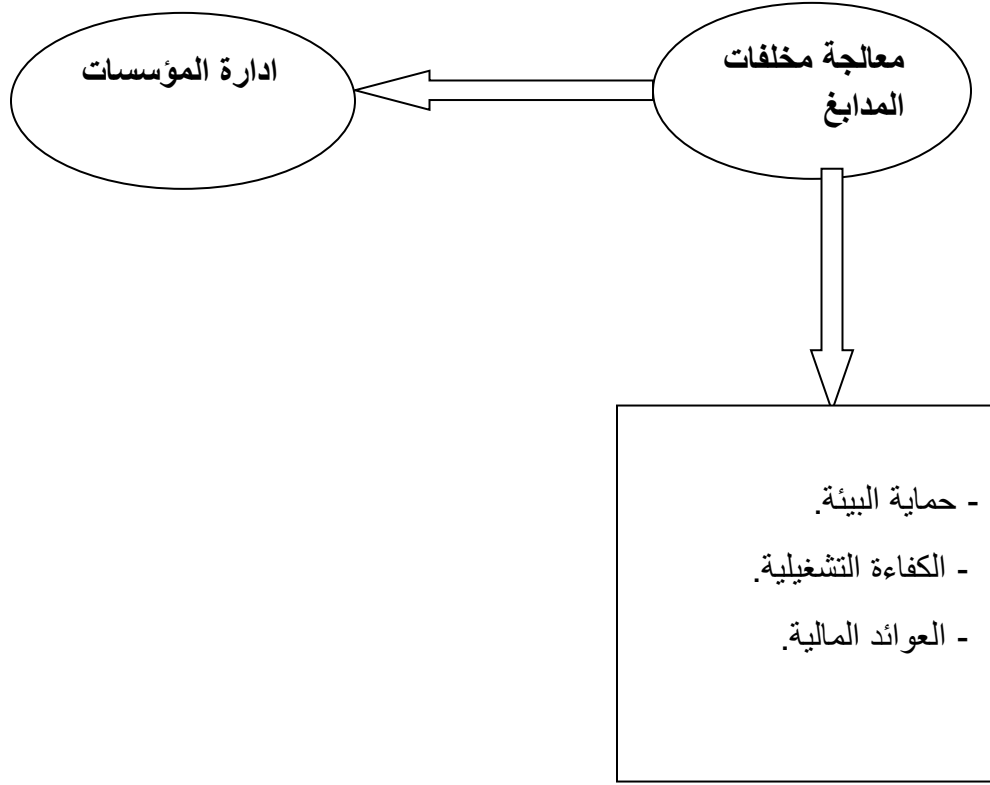 معالجة مخلفات
المدابغ
ادارة المؤسسات
- حماية البيئة.
- الكفاءة التشغيلية.
- العوائد المالية.